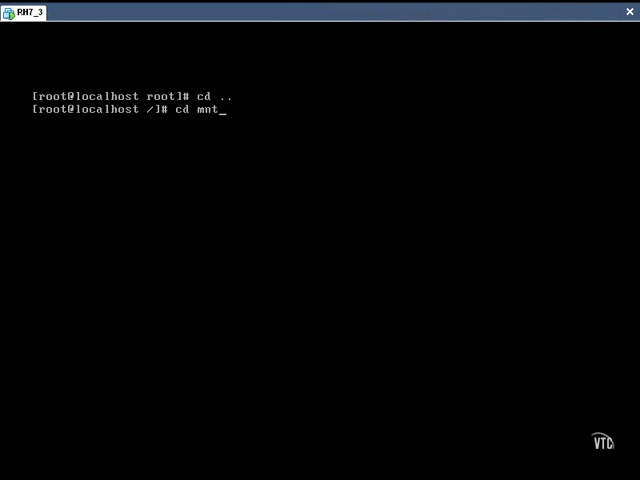 RH7_3
[root@localhost root]# cd ..
[root@localhost /]# cd mnt_
VTC